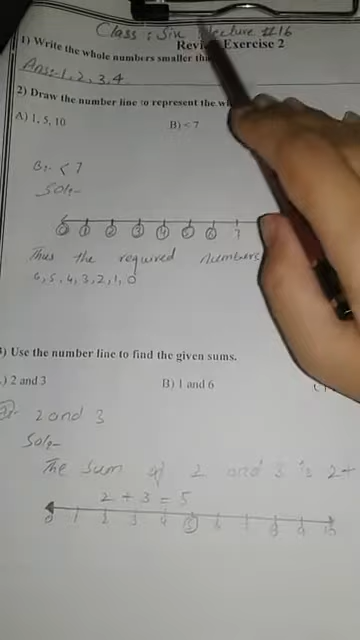 Class: Six Lecture #16
Exercise 2
1) Write the whole numbers smaller
Ans:- 1, 2, 3, 4
2) Draw the number line to represent the
A) 1, 5, 10 B) < 7
B:- < 7
Sol:-
0 1 2 3 4 5 6 7
Thus the required numbers
6, 5, 4, 3, 2, 1, 0
) Use the number line to find the given sums.
) 2 and 3 B) 1 and 6
2 and 3
Sol:-
The sum of 2 and 3 is 2+
2 + 3 = 5
0 1 2 3 4 5 6 7 8 9 10